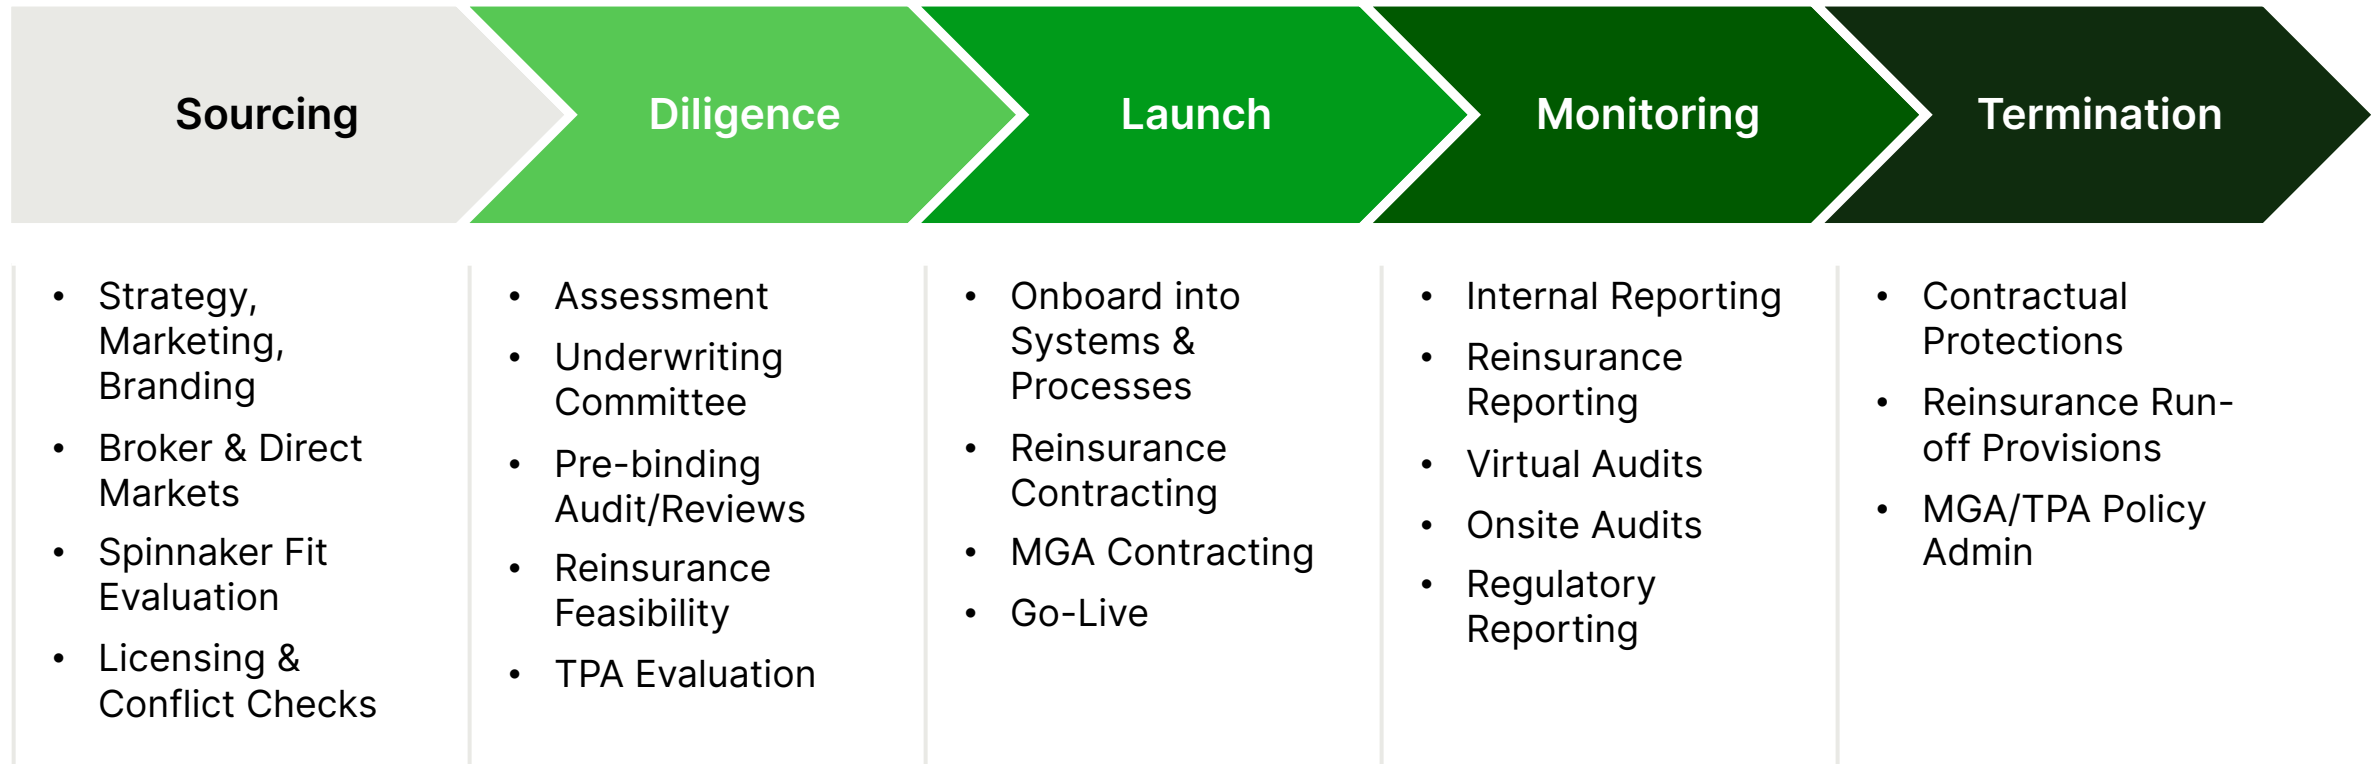 Sourcing
Diligence
Launch
Monitoring
Termination
• Strategy,
Marketing,
Branding
• Broker & Direct
Markets
• Spinnaker Fit
Evaluation
• Licensing &
Conflict Checks
• Assessment
• Underwriting
Committee
• Pre-binding
Audit/Reviews
• Reinsurance
Feasibility
• TPA Evaluation
• Onboard into
Systems &
Processes
• Reinsurance
Contracting
• MGA Contracting
• Go-Live
• Internal Reporting
• Reinsurance
Reporting
• Virtual Audits
• Onsite Audits
• Regulatory
Reporting
• Contractual
Protections
• Reinsurance Run-
off Provisions
• MGA/TPA Policy
Admin